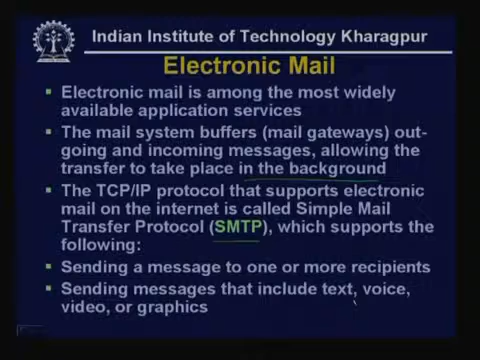 Indian Institute of Technology Kharagpur
Electronic Mail
Electronic mail is among the most widely
available application services
The mail system buffers (mail gateways) out-
going and incoming messages, allowing the
transfer to take place in the background
The TCP/IP protocol that supports electronic
mail on the internet is called Simple Mail
Transfer Protocol (SMTP), which supports the
following:
Sending a message to one or more recipients
Sending messages that include text, voice,
video, or graphics